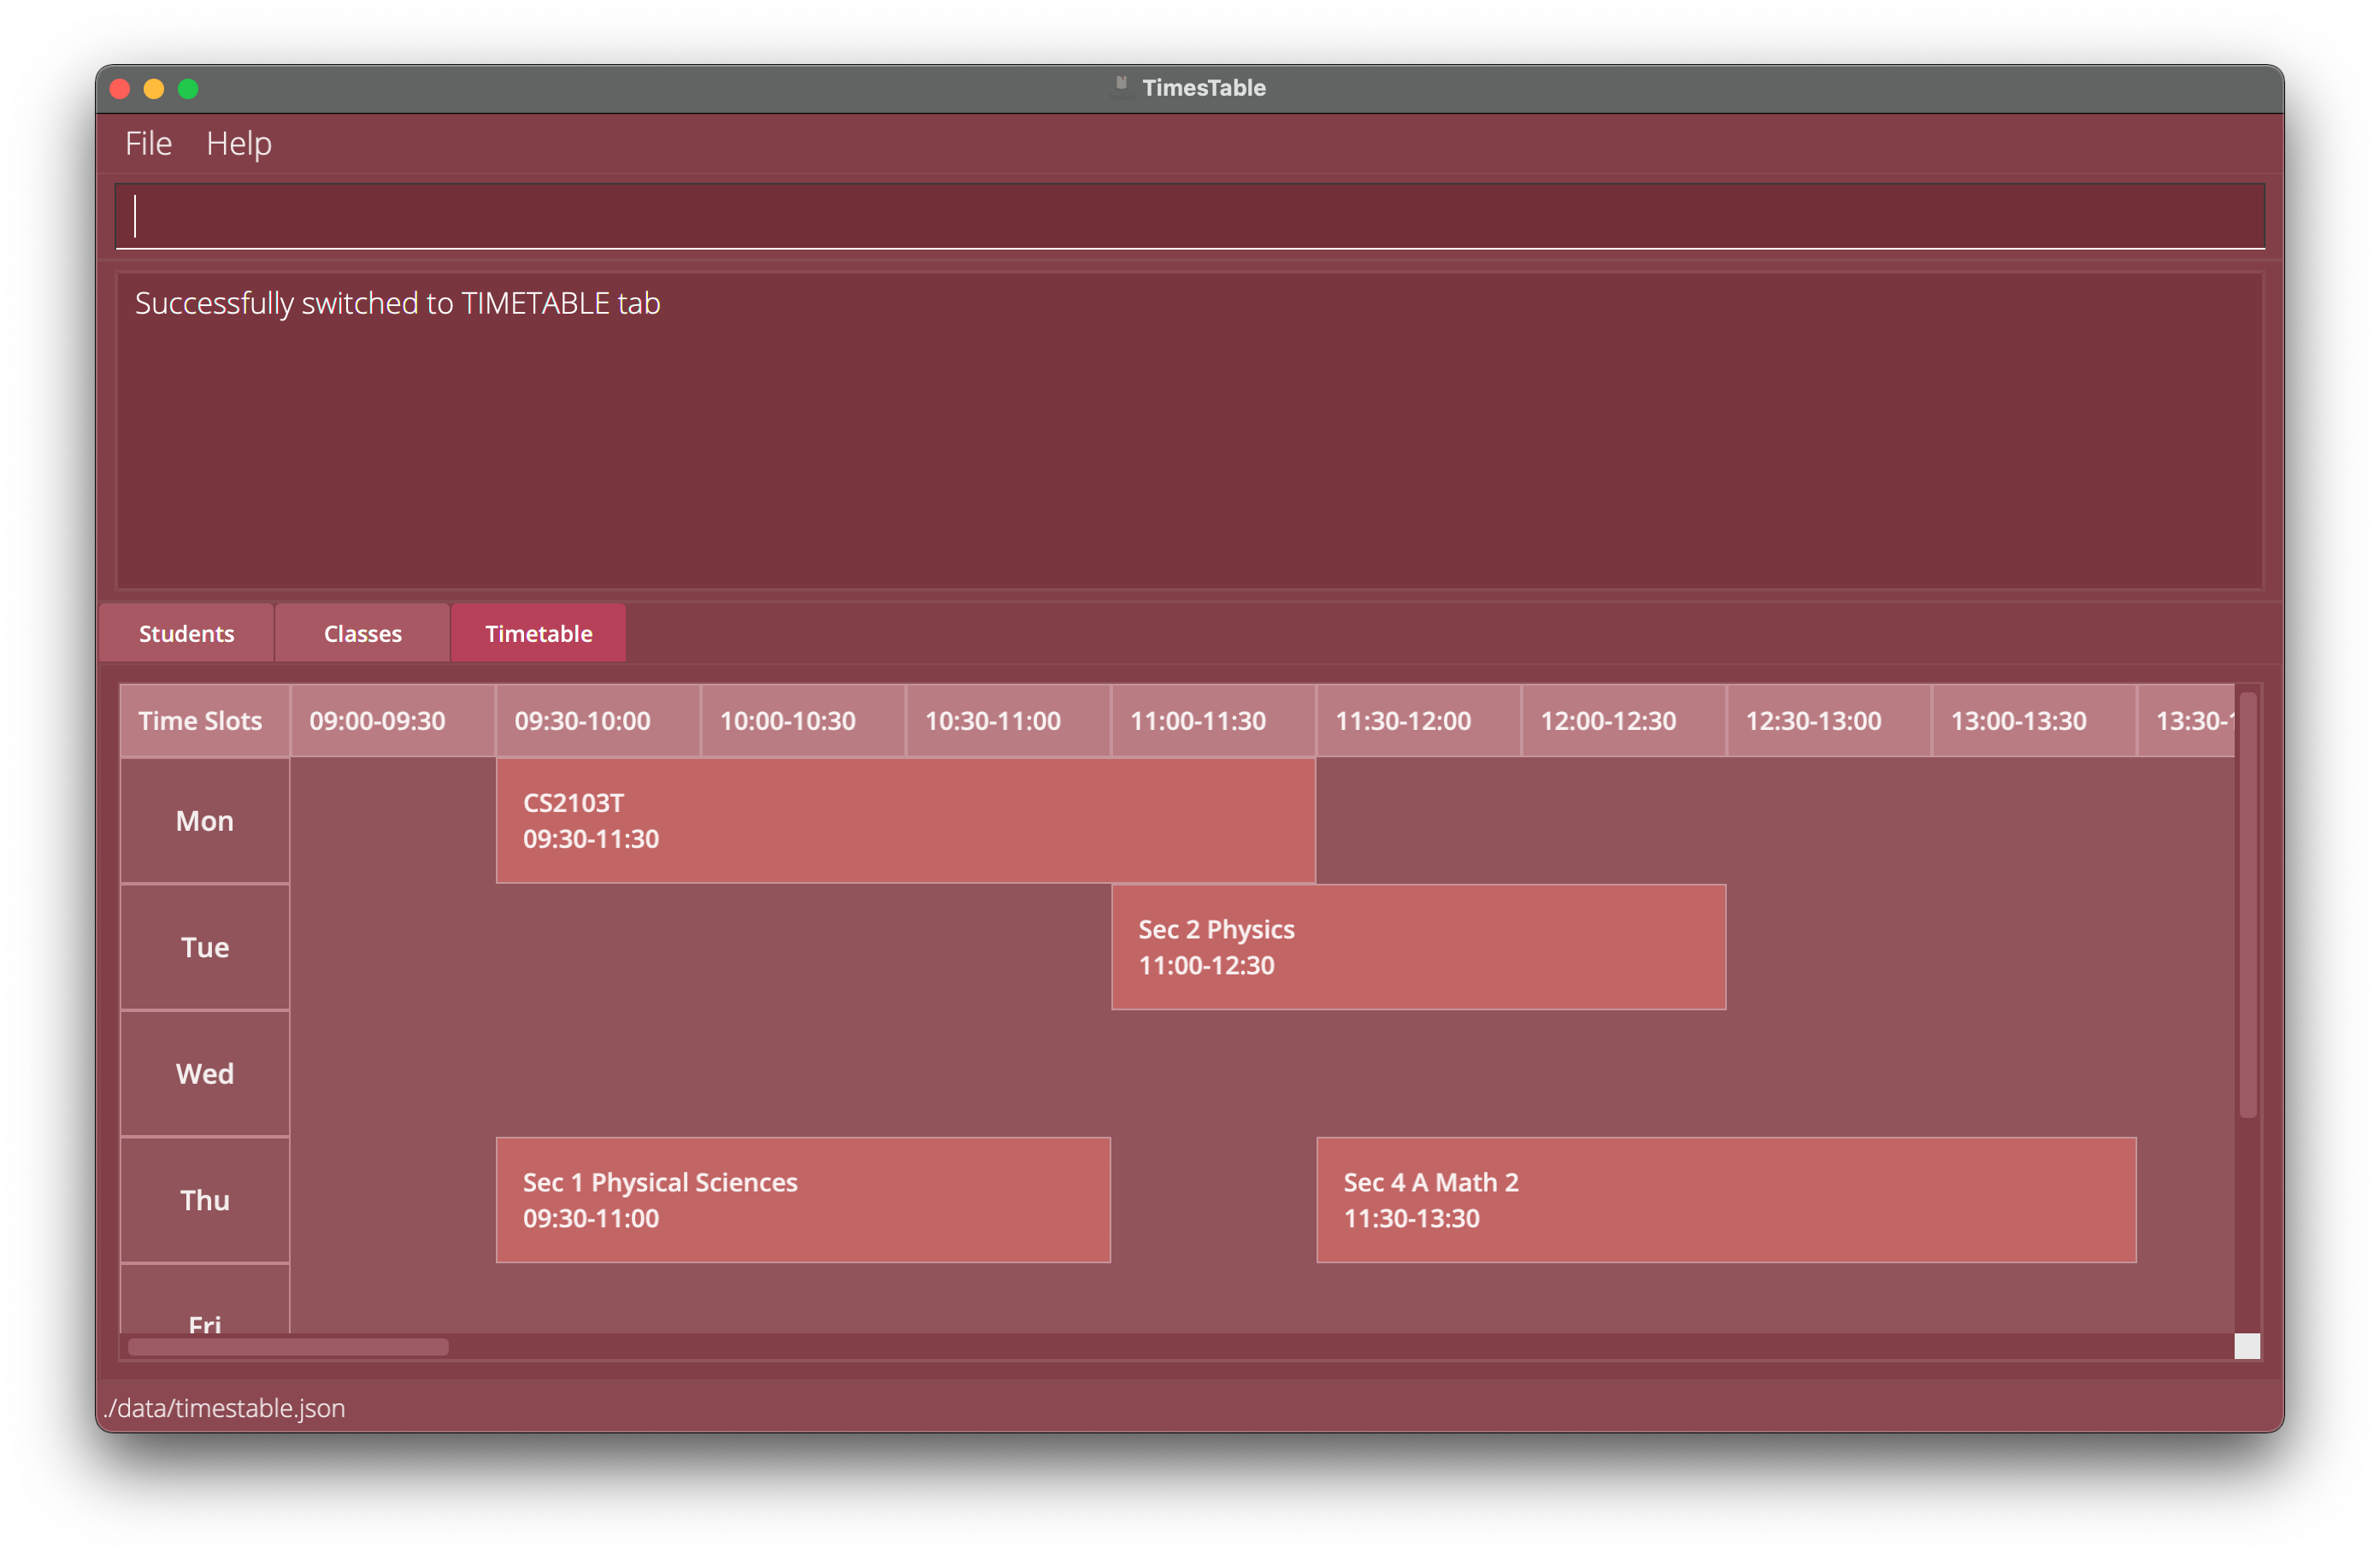 TimesTable
File Help
Successfully switched to TIMETABLE tab
Students Classes Timetable
Time Slots 09:00-09:30 09:30-10:00 10:00-10:30 10:30-11:00 11:00-11:30 11:30-12:00 12:00-12:30 12:30-13:00 13:00-13:30 13:30-
Mon
CS2103T
09:30-11:30
Tue
Sec 2 Physics
11:00-12:30
Wed
Thu
Sec 1 Physical Sciences
09:30-11:00
Sec 4 A Math 2
11:30-13:30
Fri
./data/timestable.json